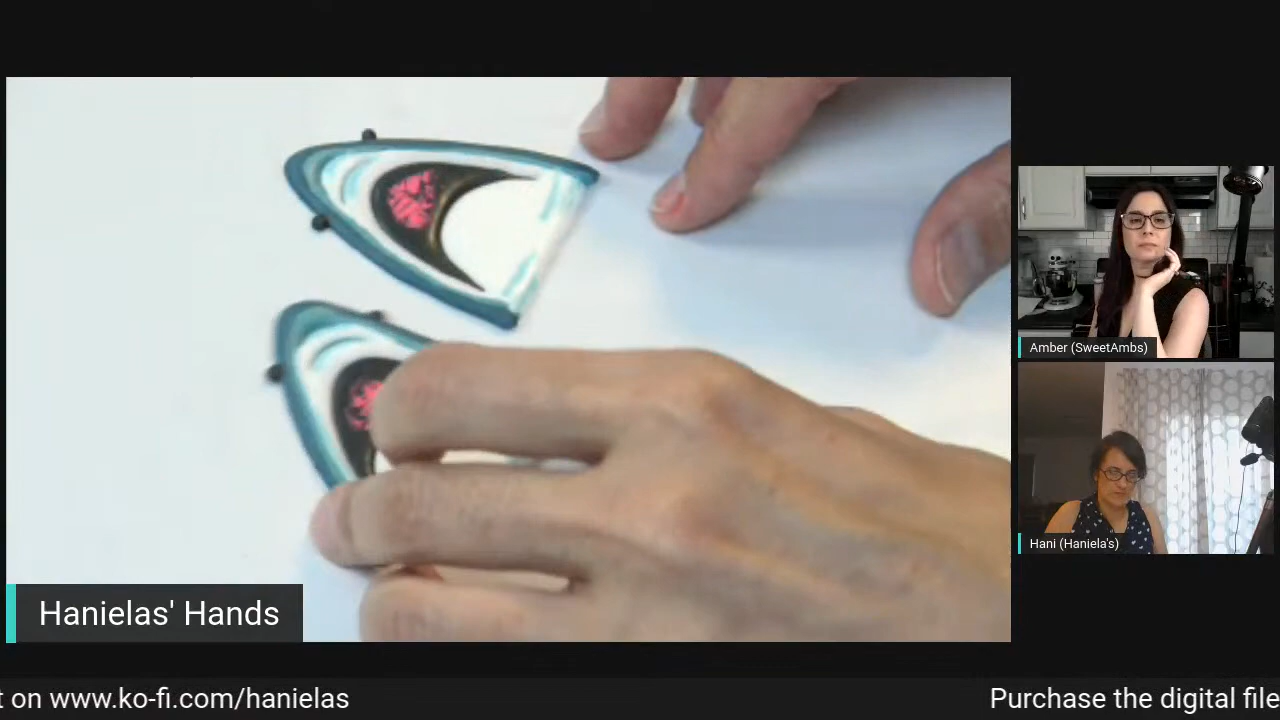 Amber (SweetAmbs)
Hani (Haniela's)
Hanielas' Hands
t on www.ko-fi.com/hanielas
Purchase the digital file